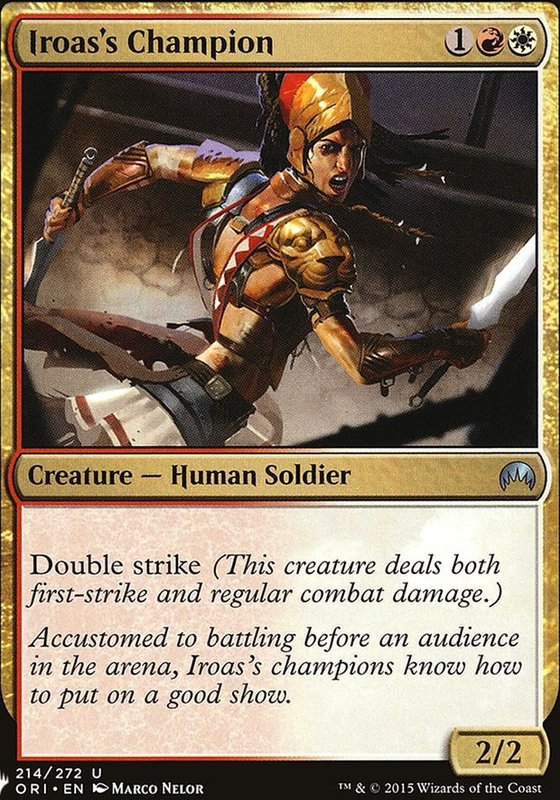 Iroas's Champion
1
Creature — Human Soldier
Double strike (This creature deals both
first-strike and regular combat damage.)
Accustomed to battling before an audience
in the arena, Iroas's champions know how
to put on a good show.
2/2
214/272 U
ORI • EN Marco Nelor
™ & © 2015 Wizards of the Coast